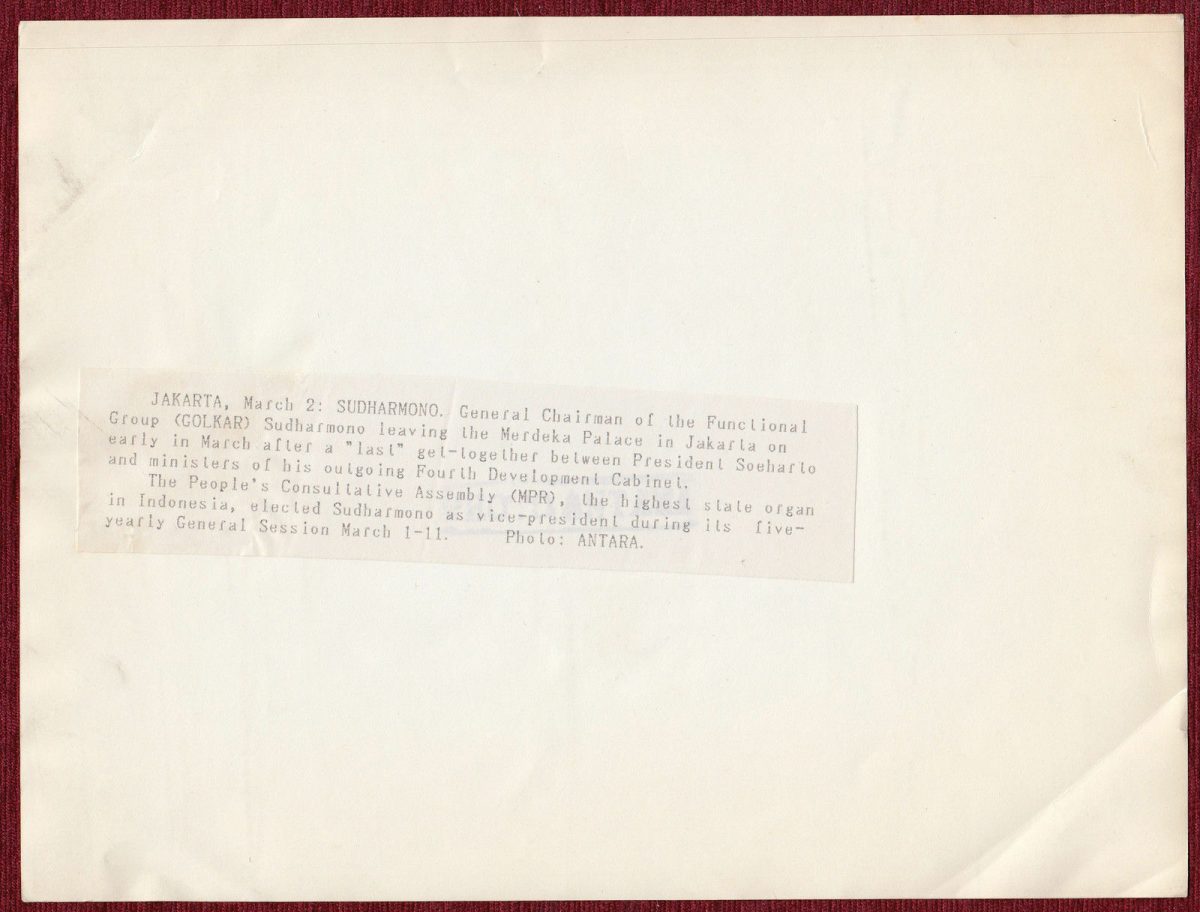 JAKARTA, March 2: SUDHARMONO. General Chairman of the Functional
Group (GOLKAR) Sudharmono leaving the Merdeka Palace in Jakarta on
early in March after a "last" get-together between President Soeharto
and ministers of his outgoing Fourth Development Cabinet.
The People's Consultative Assembly (MPR), the highest state organ
in Indonesia, elected Sudharmono as vice-president during its five-
yearly General Session March 1-11. Photo: ANTARA.